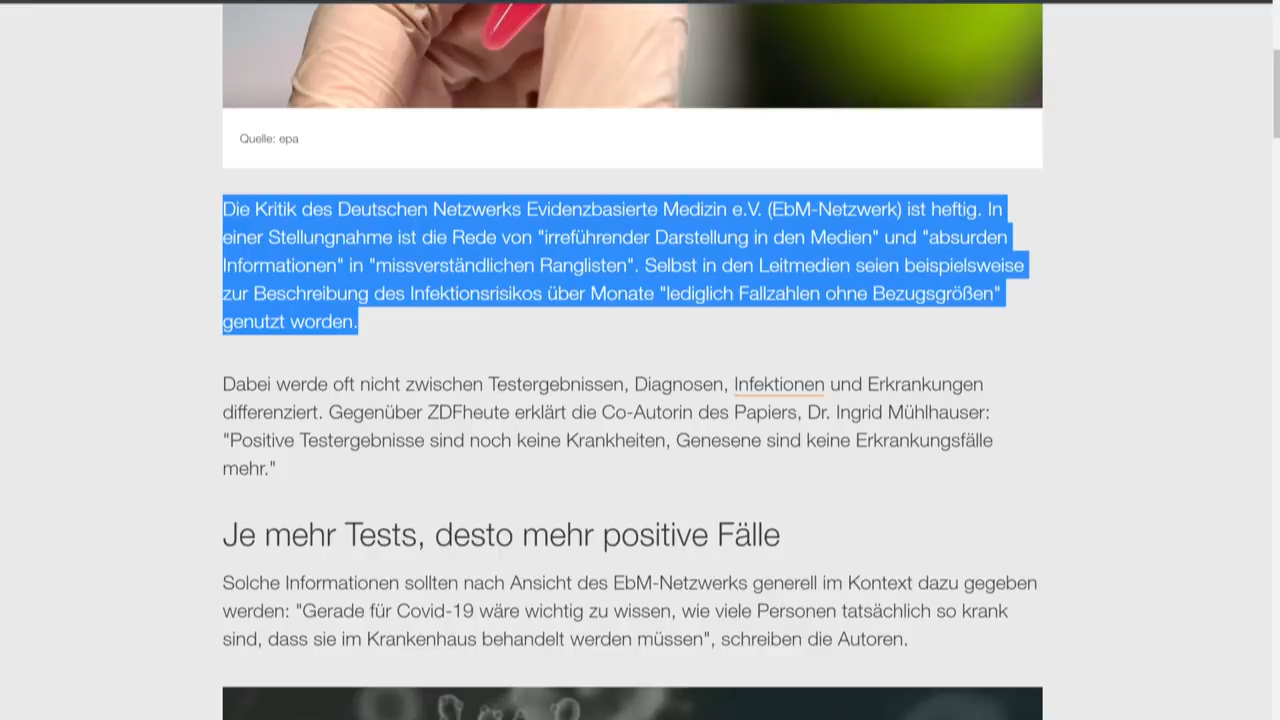 Quelle: epa
Die Kritik des Deutschen Netzwerks Evidenzbasierte Medizin e.V. (EbM-Netzwerk) ist heftig. In
einer Stellungnahme ist die Rede von "irreführender Darstellung in den Medien" und "absurden
Informationen" in "missverständlichen Ranglisten". Selbst in den Leitmedien seien beispielsweise
zur Beschreibung des Infektionsrisikos über Monate "lediglich Fallzahlen ohne Bezugsgrößen"
genutzt worden.
Dabei werde oft nicht zwischen Testergebnissen, Diagnosen, Infektionen und Erkrankungen
differenziert. Gegenüber ZDFheute erklärt die Co-Autorin des Papiers, Dr. Ingrid Mühlhauser:
"Positive Testergebnisse sind noch keine Krankheiten, Genesene sind keine Erkrankungsfälle
mehr."
Je mehr Tests, desto mehr positive Fälle
Solche Informationen sollten nach Ansicht des EbM-Netzwerks generell im Kontext dazu gegeben
werden: "Gerade für Covid-19 wäre wichtig zu wissen, wie viele Personen tatsächlich so krank
sind, dass sie im Krankenhaus behandelt werden müssen", schreiben die Autoren.